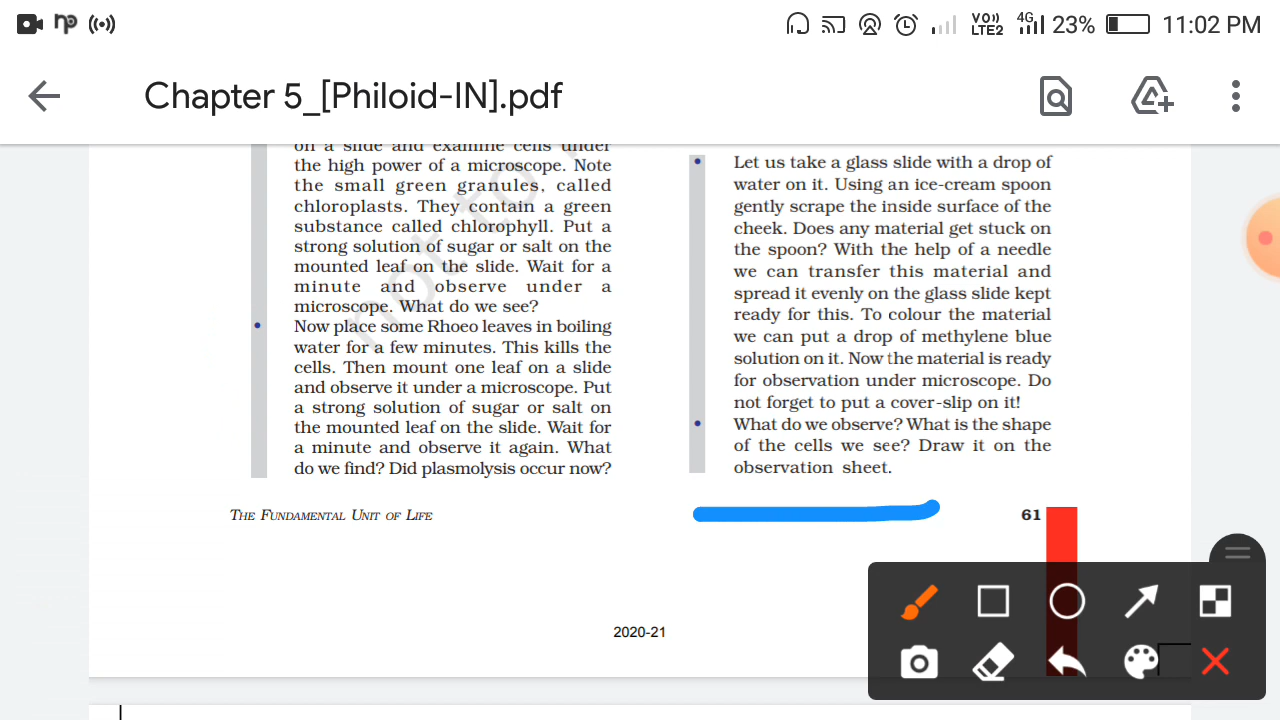 23%
11:02 PM
VO))
LTE2
4G
Chapter 5_[Philoid-IN].pdf
on a slide and examine cells under
the high power of a microscope. Note
the small green granules, called
chloroplasts. They contain a green
substance called chlorophyll. Put a
strong solution of sugar or salt on the
mounted leaf on the slide. Wait for a
minute and observe under a
microscope. What do we see?
• Now place some Rhoeo leaves in boiling
water for a few minutes. This kills the
cells. Then mount one leaf on a slide
and observe it under a microscope. Put
a strong solution of sugar or salt on
the mounted leaf on the slide. Wait for
a minute and observe it again. What
do we find? Did plasmolysis occur now?
• Let us take a glass slide with a drop of
water on it. Using an ice-cream spoon
gently scrape the inside surface of the
cheek. Does any material get stuck on
the spoon? With the help of a needle
we can transfer this material and
spread it evenly on the glass slide kept
ready for this. To colour the material
we can put a drop of methylene blue
solution on it. Now the material is ready
for observation under microscope. Do
not forget to put a cover-slip on it!
• What do we observe? What is the shape
of the cells we see? Draw it on the
observation sheet.
THE FUNDAMENTAL UNIT OF LIFE
61
2020-21
not to